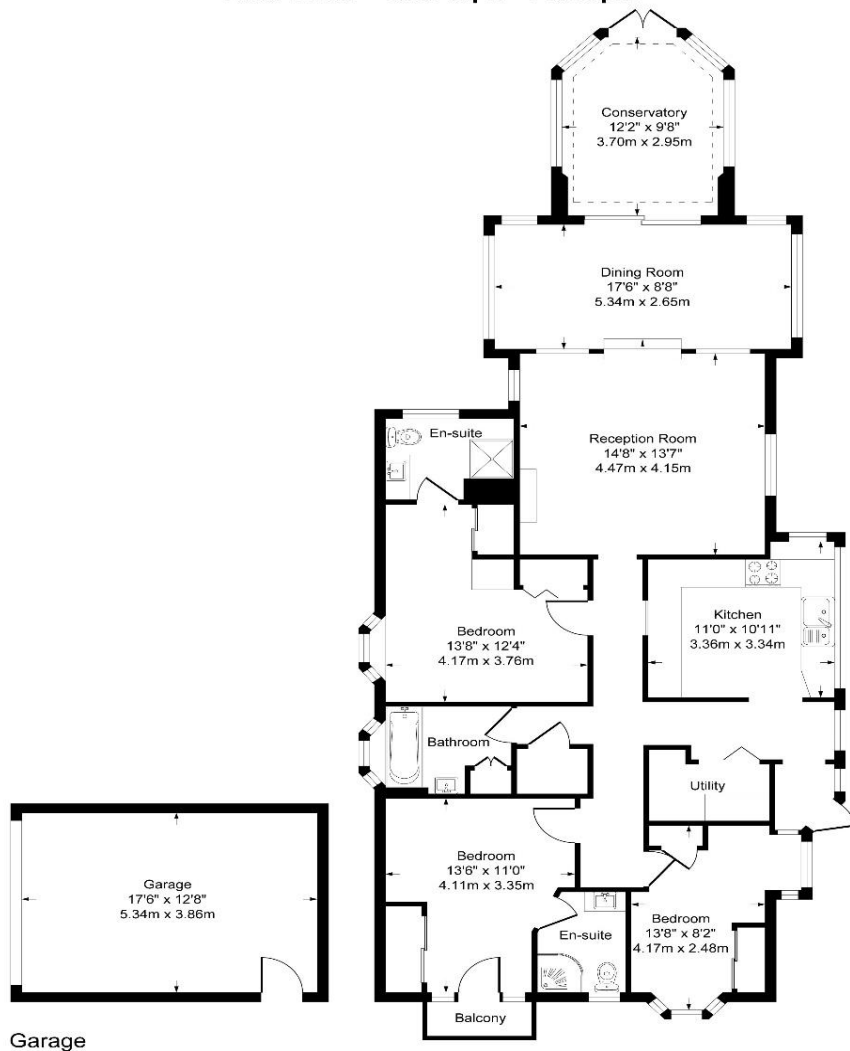 Conservatory
12'2" x 9'8"
3.70m x 2.95m
Dining Room
17'6" x 8'8"
5.34m x 2.65m
En-suite
Reception Room
14'8" x 13'7"
4.47m x 4.15m
Kitchen
11'0" x 10'11"
3.36m x 3.34m
Bedroom
13'8" x 12'4"
4.17m x 3.76m
Bathroom
Utility
Garage
17'6" x 12'8"
5.34m x 3.86m
Bedroom
13'6" x 11'0"
4.11m x 3.35m
En-suite
Bedroom
13'8" x 8'2"
4.17m x 2.48m
Balcony
Garage